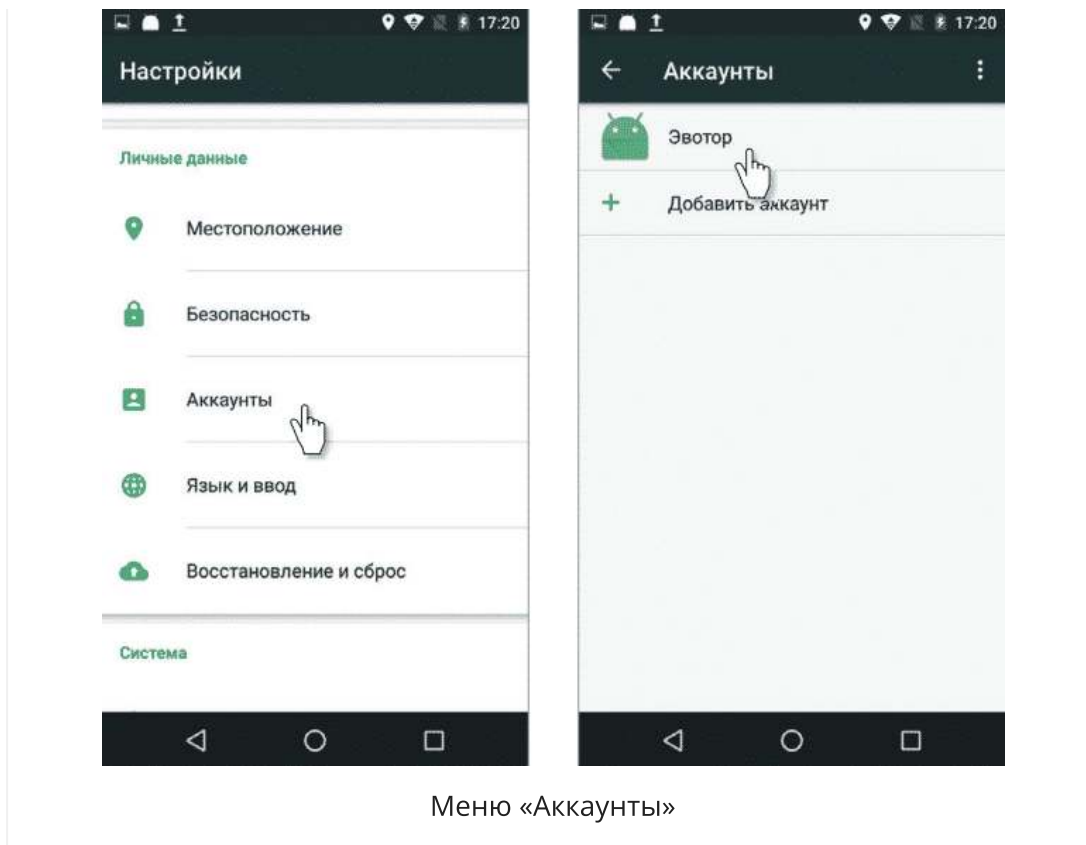 17:20
Настройки
Личные данные
Местоположение
Безопасность
Аккаунты
Язык и ввод
Восстановление и сброс
Система
17:20
Аккаунты
Эвотор
Добавить аккаунт
Меню «Аккаунты»